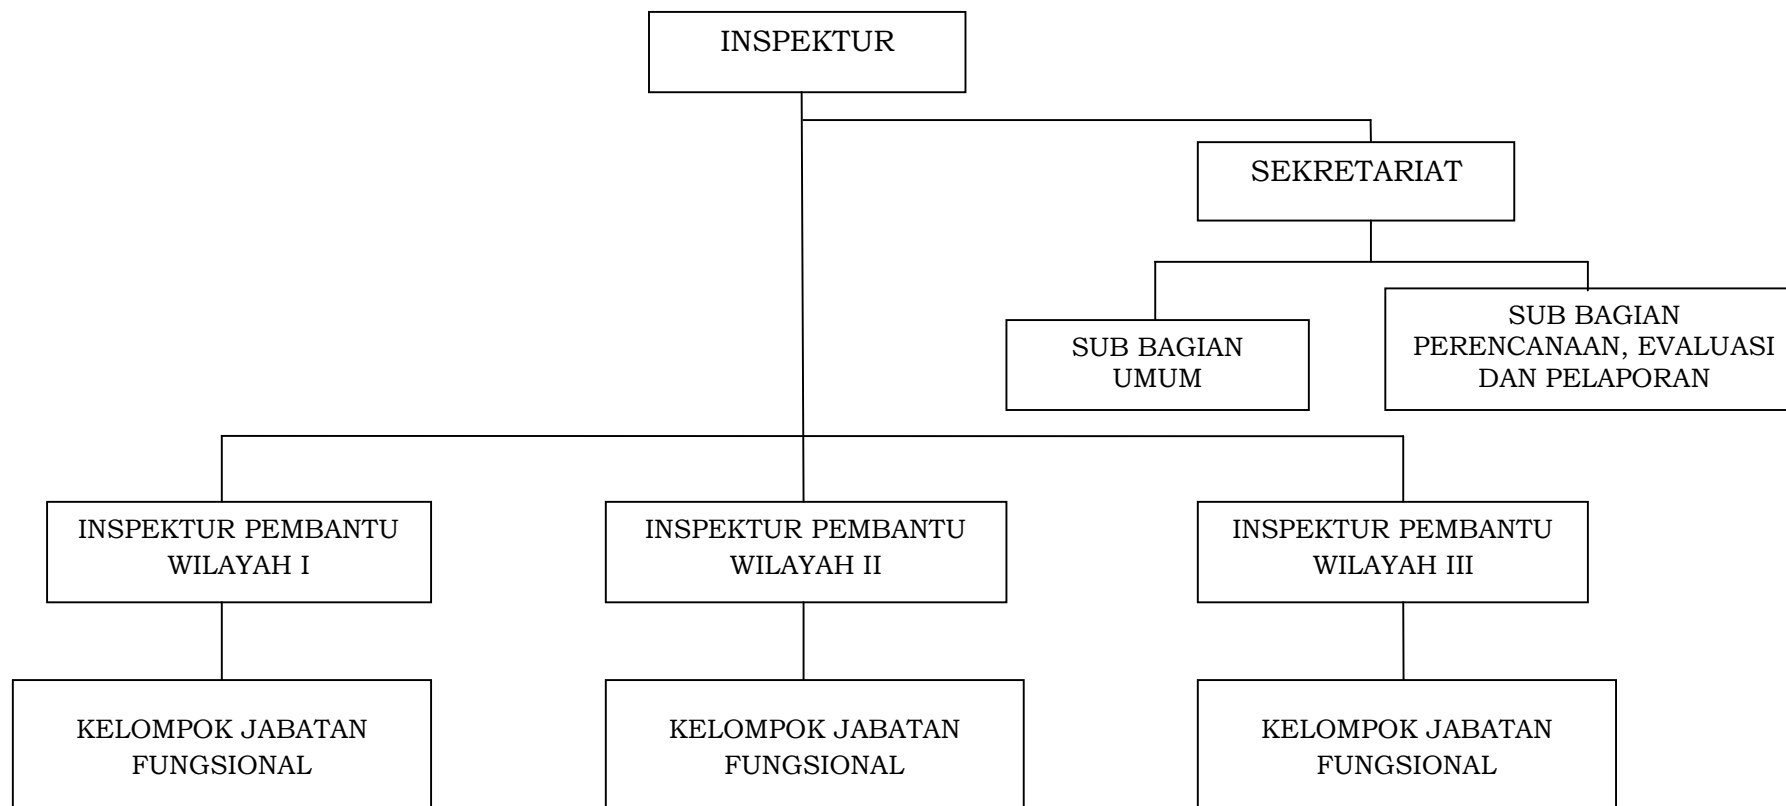 INSPEKTUR
SEKRETARIAT
SUB BAGIAN
UMUM
SUB BAGIAN
PERENCANAAN, EVALUASI
DAN PELAPORAN
INSPEKTUR PEMBANTU
WILAYAH I
INSPEKTUR PEMBANTU
WILAYAH II
INSPEKTUR PEMBANTU
WILAYAH III
KELOMPOK JABATAN
FUNGSIONAL
KELOMPOK JABATAN
FUNGSIONAL
KELOMPOK JABATAN
FUNGSIONAL